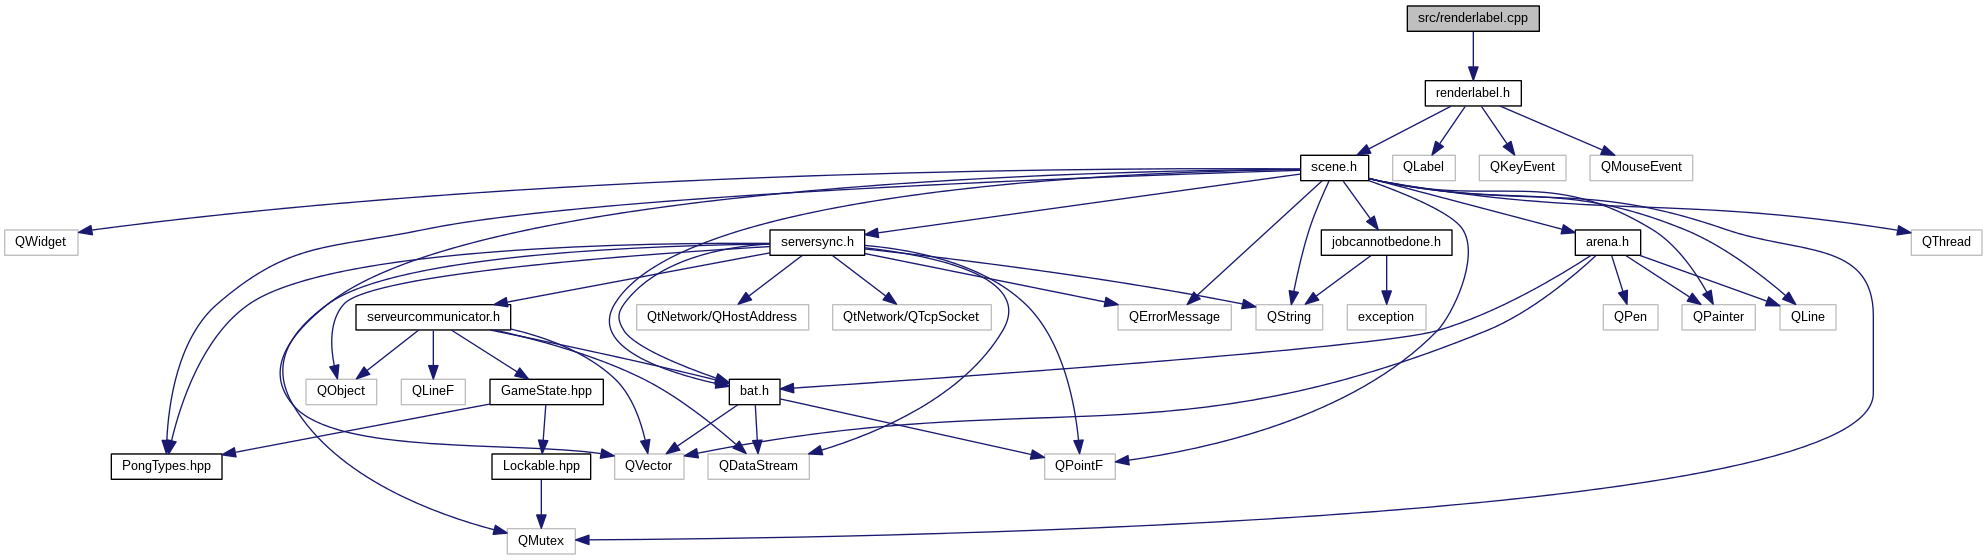 src/renderlabel.cpp
renderlabel.h
scene.h
QLabel
QKeyEvent
QMouseEvent
QWidget
serversync.h
jobcannotbedone.h
arena.h
QThread
serveurcommunicator.h
QtNetwork/QHostAddress
QtNetwork/QTcpSocket
QErrorMessage
QString
exception
QPen
QPainter
QLine
QObject
QLineF
GameState.hpp
bat.h
PongTypes.hpp
Lockable.hpp
QVector
QDataStream
QPointF
QMutex